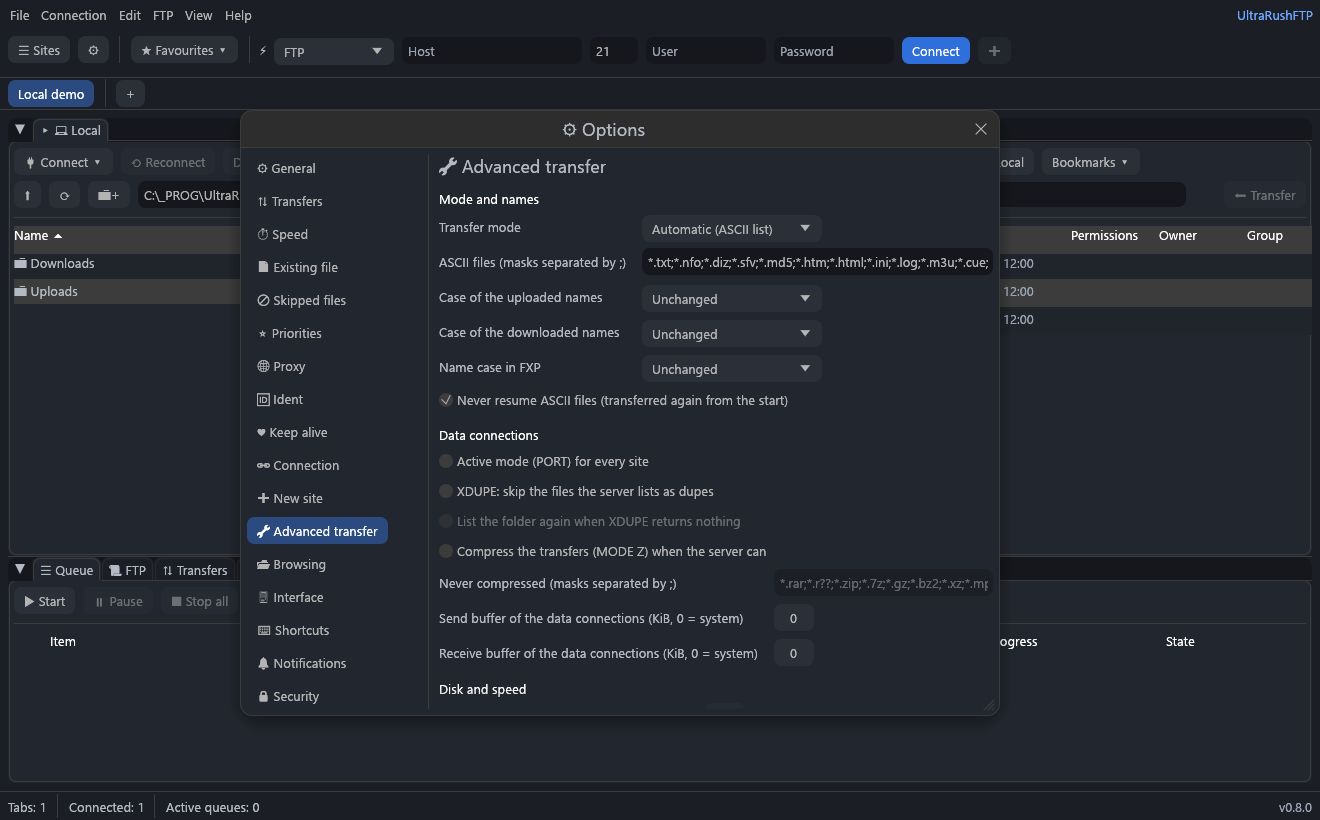 File Connection Edit FTP View Help UltraRushFTP
Sites Favourites FTP Host 21 User Password Connect +
Local demo +
Local
Connect Reconnect D ocal Bookmarks
C:\_PROG\UltraR Transfer
Name Permissions Owner Group
Downloads 12:00
Uploads 12:00
12:00
Options
General
Transfers
Speed
Existing file
Skipped files
Priorities
Proxy
ID Ident
Keep alive
Connection
New site
Advanced transfer
Browsing
Interface
Shortcuts
Notifications
Security
Advanced transfer
Mode and names
Transfer mode Automatic (ASCII list)
ASCII files (masks separated by ;) *.txt;*.nfo;*.diz;*.sfv;*.md5;*.htm;*.html;*.ini;*.log;*.m3u;*.cue;
Case of the uploaded names Unchanged
Case of the downloaded names Unchanged
Name case in FXP Unchanged
Never resume ASCII files (transferred again from the start)
Data connections
Active mode (PORT) for every site
XDUPE: skip the files the server lists as dupes
List the folder again when XDUPE returns nothing
Compress the transfers (MODE Z) when the server can
Never compressed (masks separated by ;) *.rar;*.r??;*.zip;*.7z;*.gz;*.bz2;*.xz;*.mp
Send buffer of the data connections (KiB, 0 = system) 0
Receive buffer of the data connections (KiB, 0 = system) 0
Disk and speed
Queue FTP Transfers
Start Pause Stop all
Item ogress State
Tabs: 1 Connected: 1 Active queues: 0 v0.8.0